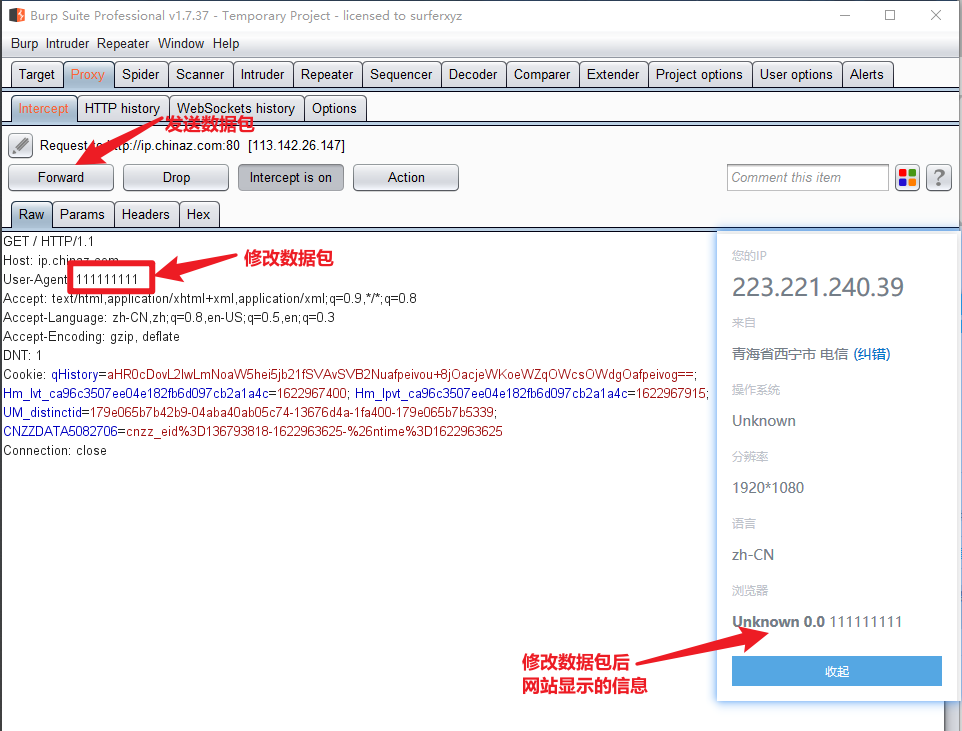 Burp Suite Professional v1.7.37 - Temporary Project - licensed to surferxyz
Burp Intruder Repeater Window Help
Target Proxy Spider Scanner Intruder Repeater Sequencer Decoder Comparer Extender Project options User options Alerts
Intercept HTTP history WebSockets history Options
发送数据包
Request to http://ip.chinaz.com:80 [113.142.26.147]
Forward Drop Intercept is on Action Comment this item ?
Raw Params Headers Hex
GET / HTTP/1.1
Host: ip.chinaz.com
修改数据包
User-Agent: 111111111
Accept: text/html,application/xhtml+xml,application/xml;q=0.9,*/*;q=0.8
Accept-Language: zh-CN,zh;q=0.8,en-US;q=0.5,en;q=0.3
Accept-Encoding: gzip, deflate
DNT: 1
Cookie: qHistory=aHR0cDovL2lwLmNoaW5hei5jb21fSVAvSVB2Nuafpeivou+8jOacjeWKoeWZqOWcsOWdgOafpeivog==;
Hm_lvt_ca96c3507ee04e182fb6d097cb2a1a4c=1622967400; Hm_lpvt_ca96c3507ee04e182fb6d097cb2a1a4c=1622967915;
UM_distinctid=179e065b7b42b9-04aba40ab05c74-13676d4a-1fa400-179e065b7b5339;
CNZZDATA5082706=cnzz_eid%3D136793818-1622963625-%26ntime%3D1622963625
Connection: close
您的IP
223.221.240.39
来自
青海省西宁市 电信 (纠错)
操作系统
Unknown
分辨率
1920*1080
语言
zh-CN
浏览器
Unknown 0.0 111111111
修改数据包后
网站显示的信息
收起